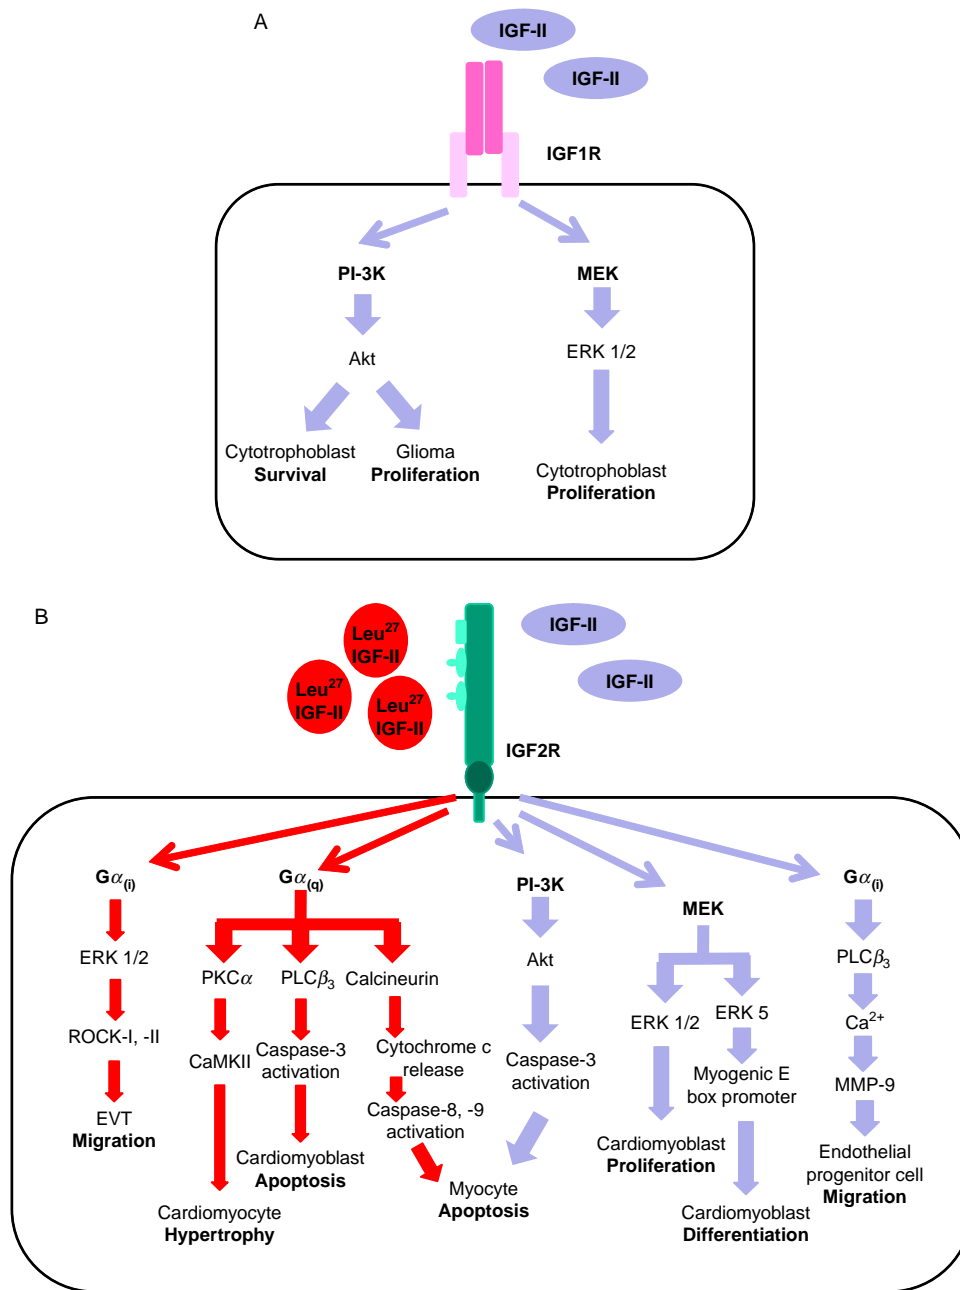 A
IGF-II
IGF-II
IGF1R
PI-3K
MEK
Akt
ERK 1/2
Cytotrophoblast
Survival
Glioma
Proliferation
Cytotrophoblast
Proliferation
B
Leu²⁷
IGF-II
Leu²⁷
IGF-II
Leu²⁷
IGF-II
IGF-II
IGF-II
IGF2R
Gα(i)
ERK 1/2
ROCK-I, -II
EVT
Migration
Gα(q)
PKCα
CaMKII
Cardiomyocyte
Hypertrophy
PLCβ₃
Caspase-3
activation
Cardiomyoblast
Apoptosis
Calcineurin
Cytochrome c
release
Caspase-8, -9
activation
Myocyte
Apoptosis
PI-3K
Akt
Caspase-3
activation
MEK
ERK 1/2
Cardiomyoblast
Proliferation
ERK 5
Myogenic E
box promoter
Cardiomyoblast
Differentiation
Gα(i)
PLCβ₃
Ca²⁺
MMP-9
Endothelial
progenitor cell
Migration